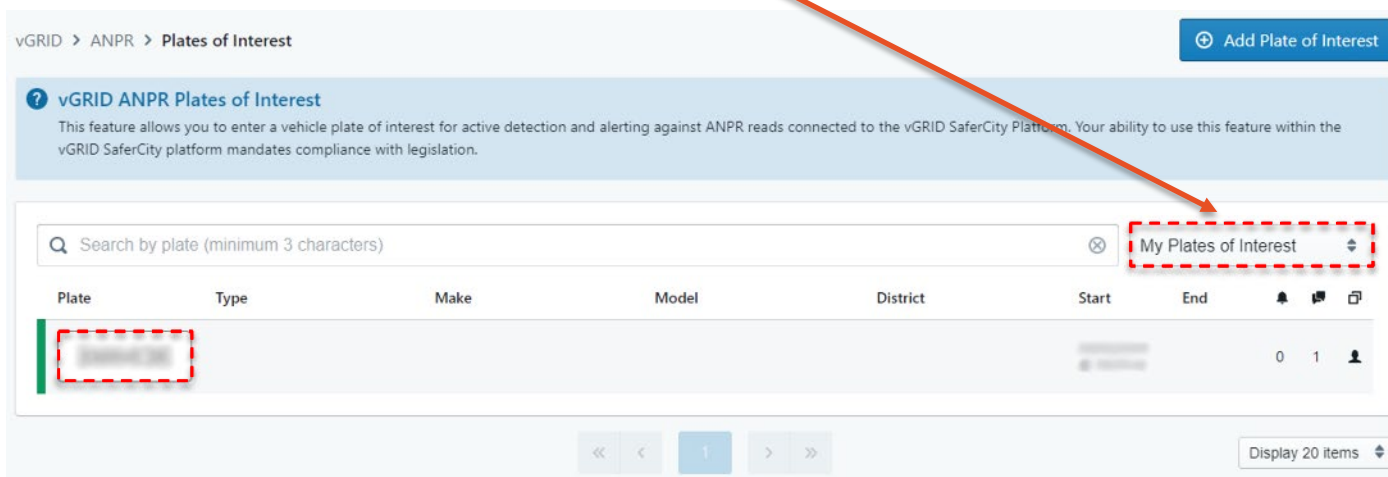 vGRID > ANPR > Plates of Interest
Add Plate of Interest
vGRID ANPR Plates of Interest
This feature allows you to enter a vehicle plate of interest for active detection and alerting against ANPR reads connected to the vGRID SaferCity Platform. Your ability to use this feature within the
vGRID SaferCity platform mandates compliance with legislation.
Search by plate (minimum 3 characters)
My Plates of Interest
Plate Type Make Model District Start End
0 1
« < 1 > »
Display 20 items